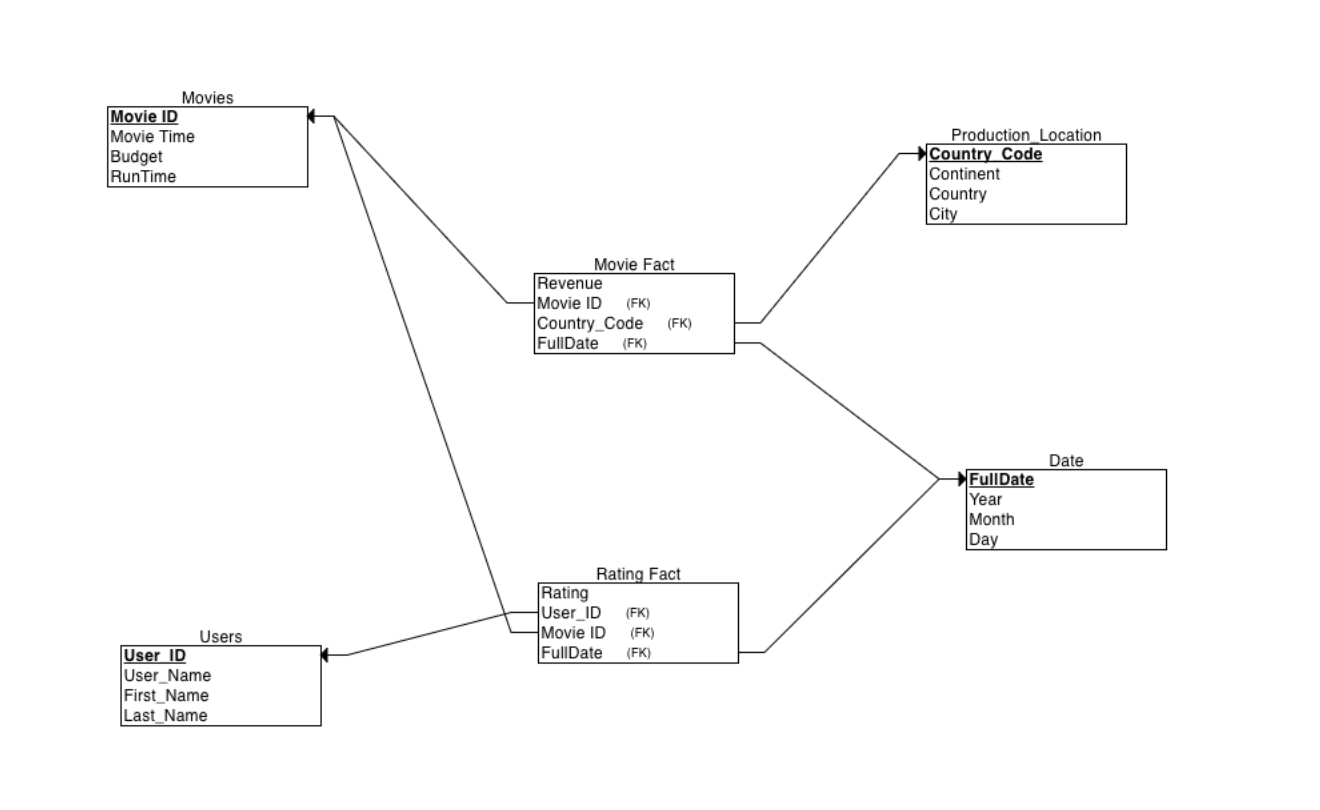 Movies
Movie ID
Movie Time
Budget
RunTime
Production_Location
Country_Code
Continent
Country
City
Movie Fact
Revenue
Movie ID (FK)
Country_Code (FK)
FullDate (FK)
Date
FullDate
Year
Month
Day
Rating Fact
Rating
User_ID (FK)
Movie ID (FK)
FullDate (FK)
Users
User_ID
User_Name
First_Name
Last_Name